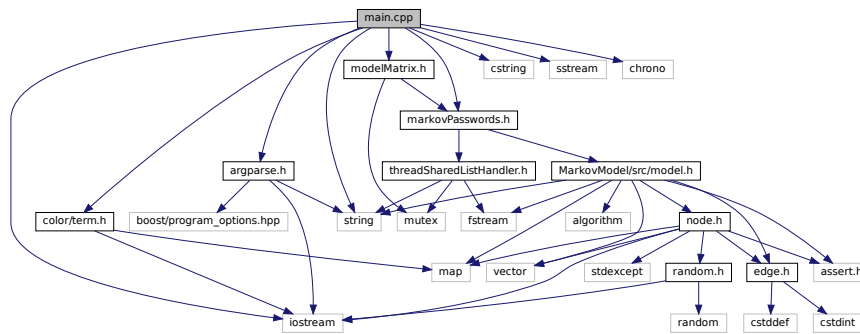 main.cpp
modelMatrix.h
cstring
sstream
chrono
markovPasswords.h
argparse.h
threadSharedListHandler.h
MarkovModel/src/model.h
color/term.h
boost/program_options.hpp
string
mutex
fstream
algorithm
node.h
map
vector
stdexcept
random.h
edge.h
assert.h
iostream
random
cstddef
cstdint